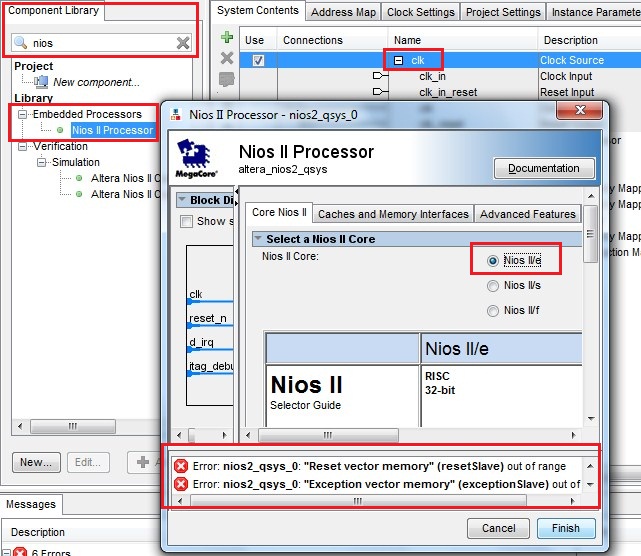 Component Library
System Contents
Address Map
Clock Settings
Project Settings
Instance Parameters
nios
Use
Connections
Name
Description
clk
Clock Source
clk_in
Clock Input
clk_in_reset
Reset Input
Project
New component...
Library
Embedded Processors
Nios II Processor
Verification
Simulation
Altera Nios II C
Altera Nios II C
Nios II Processor - nios2_qsys_0
Nios II Processor
altera_nios2_qsys
MegaCore®
Documentation
Block Di
Show s
clk
reset_n
d_irq
jtag_debu
Core Nios II
Caches and Memory Interfaces
Advanced Features
Select a Nios II Core
Nios II Core:
Nios II/e
Nios II/s
Nios II/f
Nios II/e
Nios II
Selector Guide
RISC
32-bit
Error: nios2_qsys_0: "Reset vector memory" (resetSlave) out of range
Error: nios2_qsys_0: "Exception vector memory" (exceptionSlave) out of
Cancel
Finish
New...
Edit...
Messages
Description
6 Errors